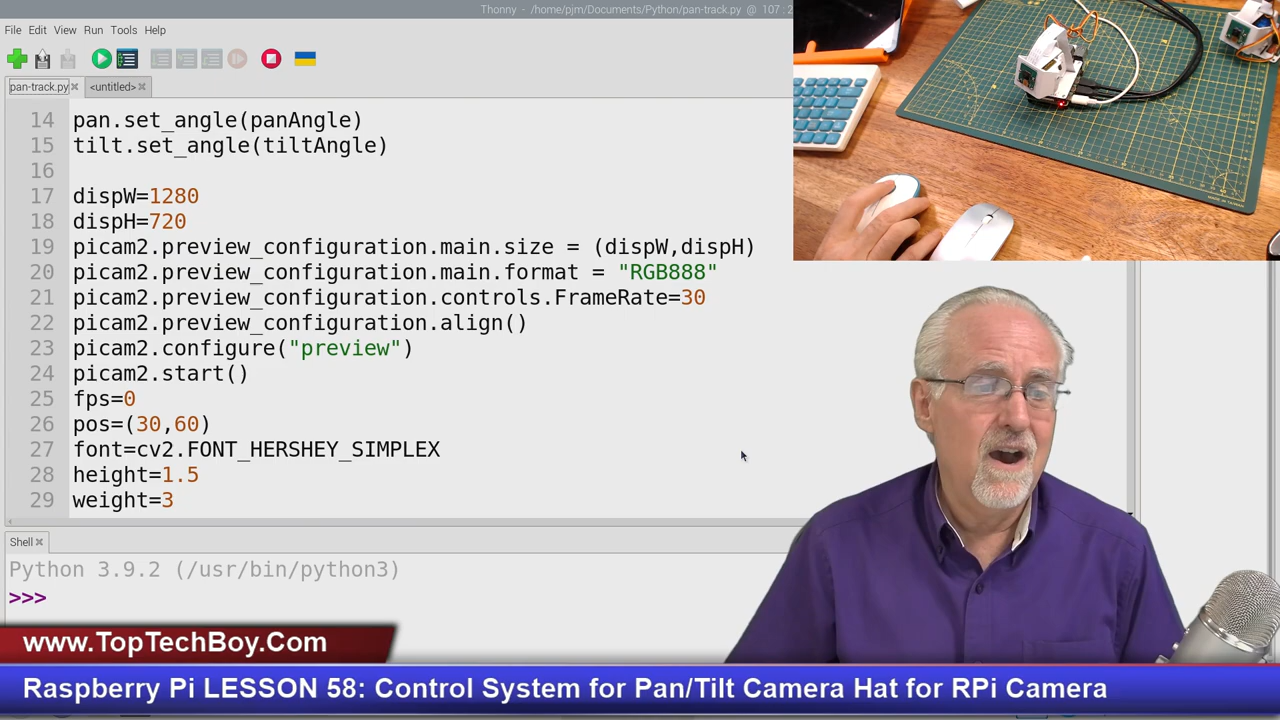 Thonny - /home/pjm/Documents/Python/pan-track.py @ 107 : 2
File Edit View Run Tools Help
pan-track.py <untitled>
14 pan.set_angle(panAngle)
15 tilt.set_angle(tiltAngle)
16
17 dispW=1280
18 dispH=720
19 picam2.preview_configuration.main.size = (dispW,dispH)
20 picam2.preview_configuration.main.format = "RGB888"
21 picam2.preview_configuration.controls.FrameRate=30
22 picam2.preview_configuration.align()
23 picam2.configure("preview")
24 picam2.start()
25 fps=0
26 pos=(30,60)
27 font=cv2.FONT_HERSHEY_SIMPLEX
28 height=1.5
29 weight=3
Shell
Python 3.9.2 (/usr/bin/python3)
>>>
www.TopTechBoy.Com
Raspberry Pi LESSON 58: Control System for Pan/Tilt Camera Hat for RPi Camera